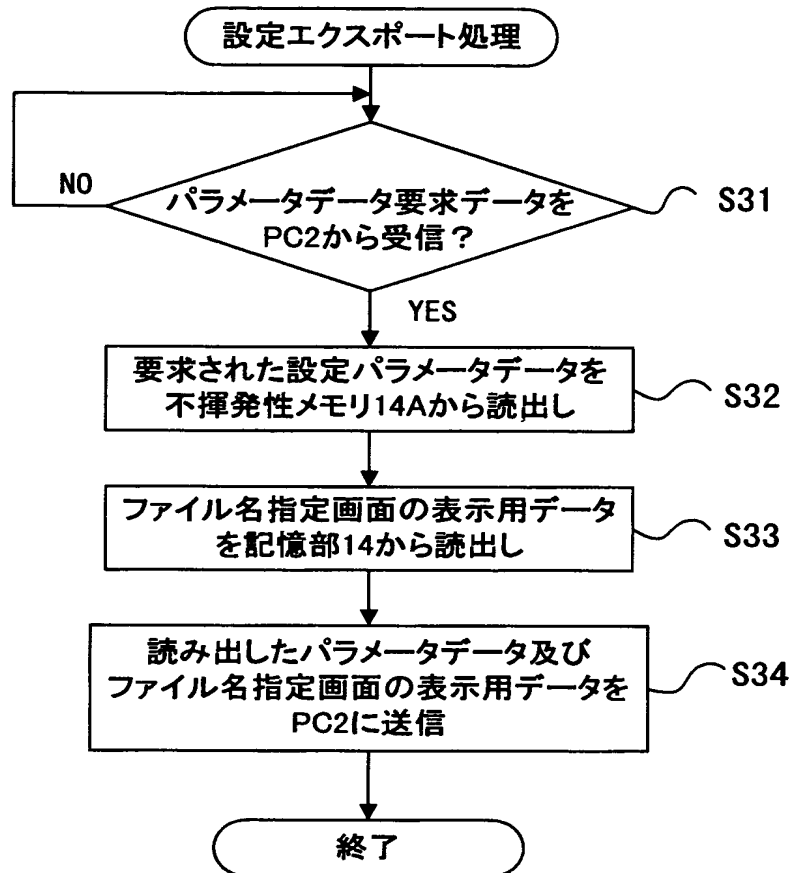 設定エクスポート処理
NO
パラメータデータ要求データを
PC2から受信？
S31
YES
要求された設定パラメータデータを
不揮発性メモリ14Aから読出し
S32
ファイル名指定画面の表示用データ
を記憶部14から読出し
S33
読み出したパラメータデータ及び
ファイル名指定画面の表示用データを
PC2に送信
S34
終了